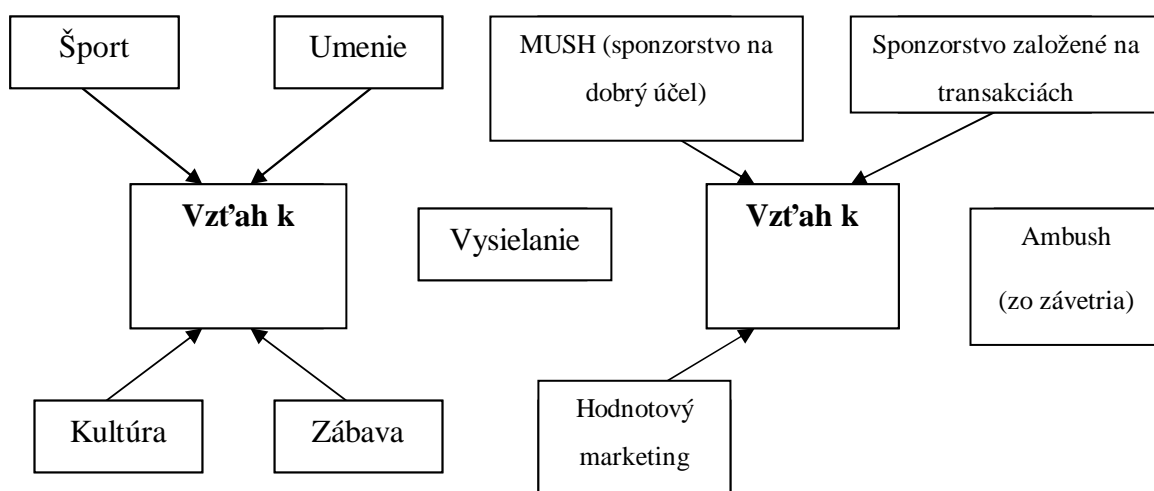 Šport
Umenie
MUSH (sponzorstvo na
dobrý účel)
Sponzorstvo založené na
transakciách
Vzťah k
Vysielanie
Vzťah k
Ambush
(zo závetria)
Kultúra
Zábava
Hodnotový
marketing